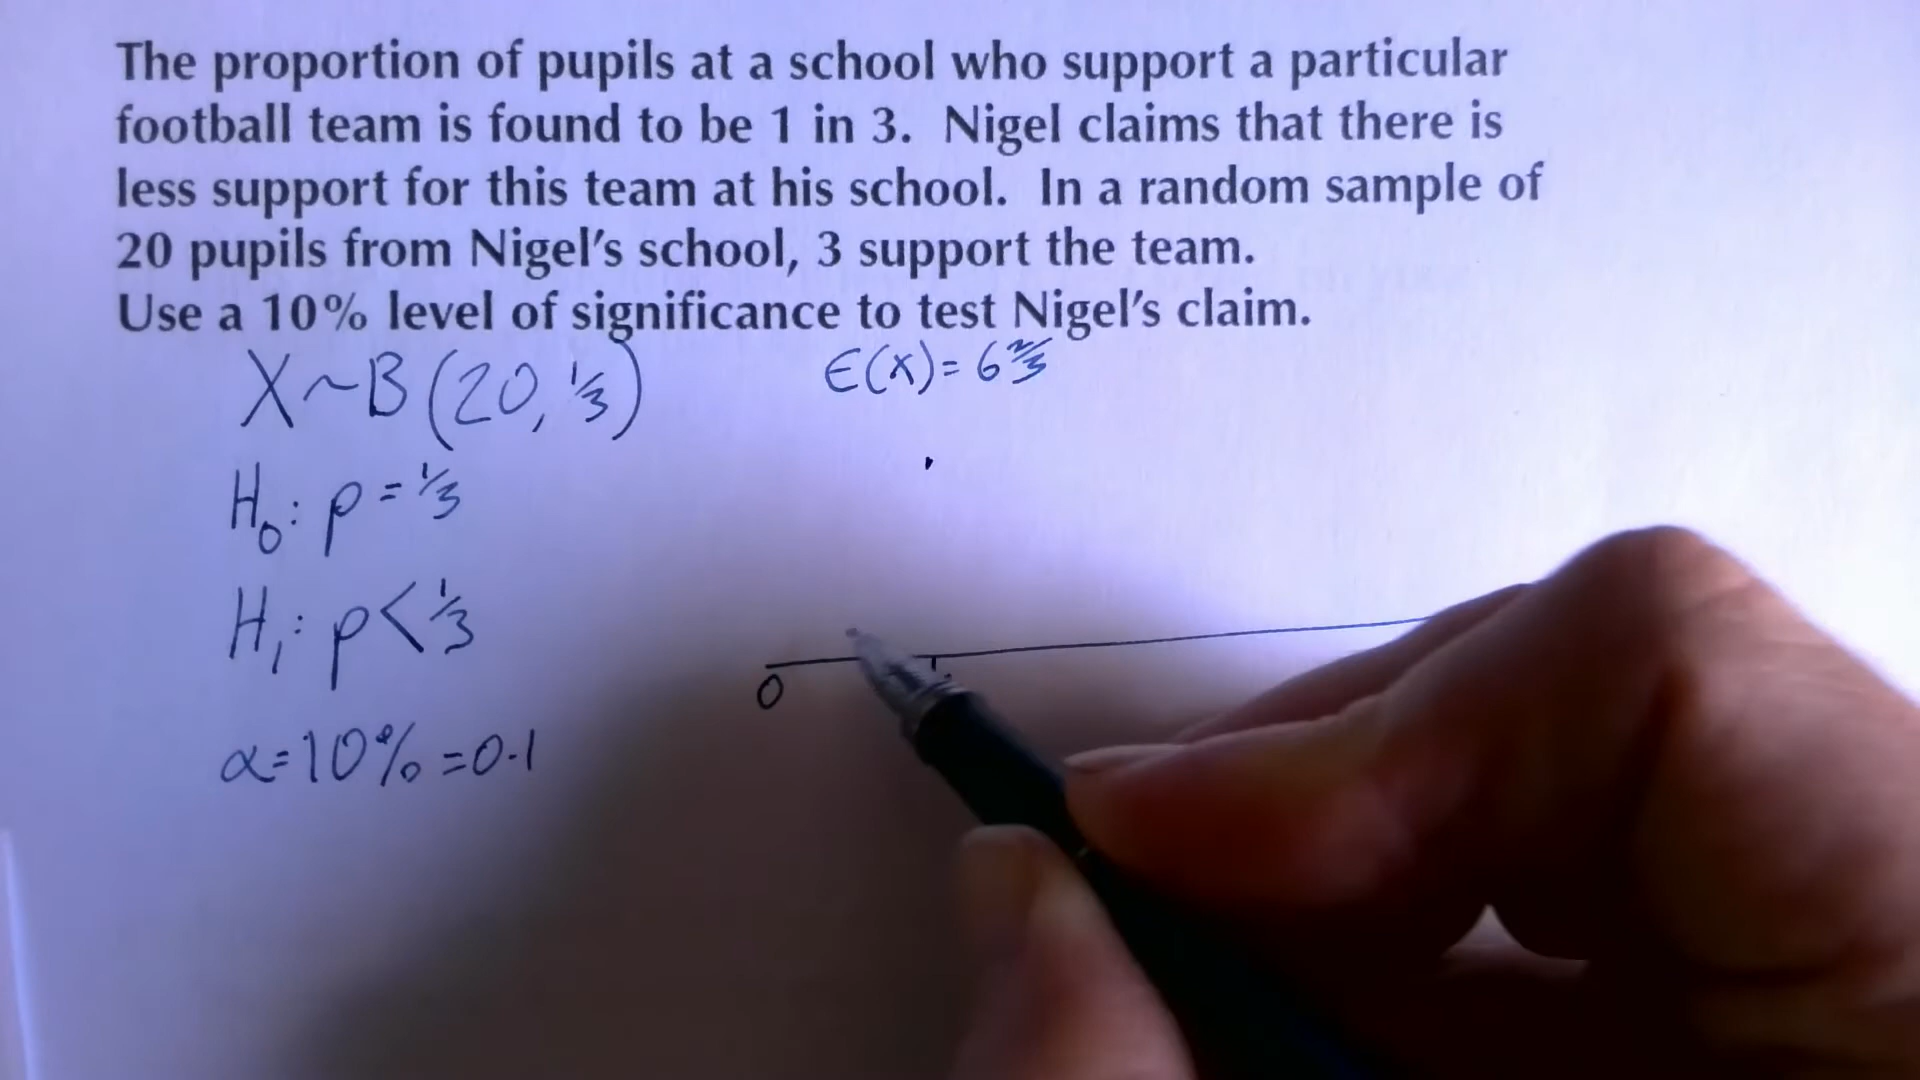 The proportion of pupils at a school who support a particular
football team is found to be 1 in 3. Nigel claims that there is
less support for this team at his school. In a random sample of
20 pupils from Nigel's school, 3 support the team.
Use a 10% level of significance to test Nigel's claim.
X~B(20, 1/3)
E(X)= 6 2/3
H₀: p = 1/3
H₁: p < 1/3
α=10% =0.1
0